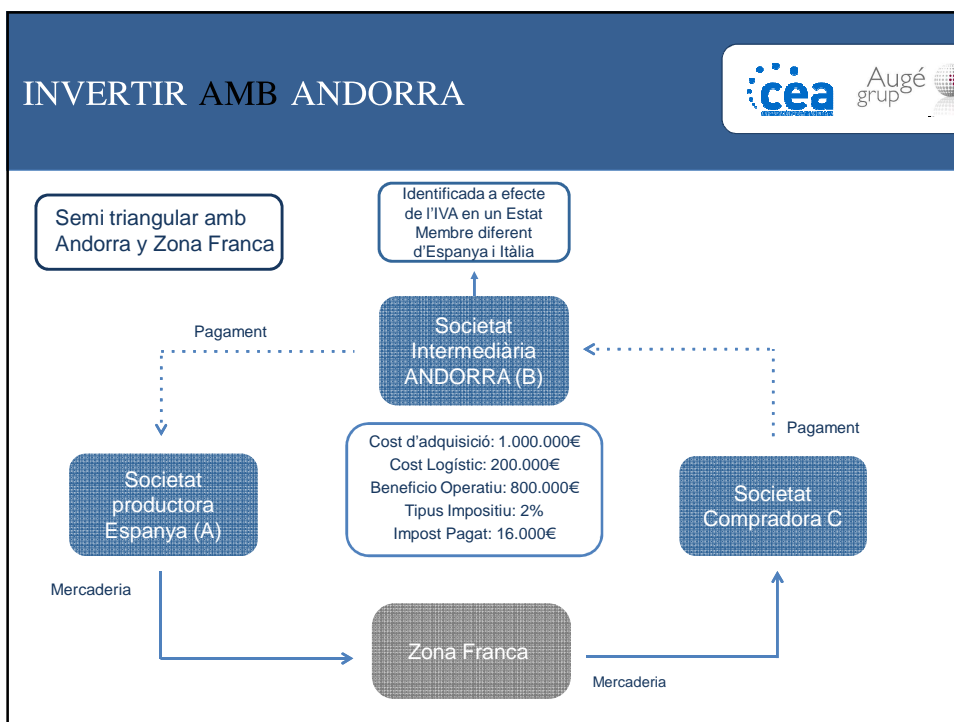 INVERTIR AMB ANDORRA
cea
Augé
grup
Semi triangular amb
Andorra y Zona Franca
Identificada a efecte
de l'IVA en un Estat
Membre diferent
d'Espanya i Itàlia
Pagament
Societat
Intermediària
ANDORRA (B)
Pagament
Cost d'adquisició: 1.000.000€
Cost Logístic: 200.000€
Beneficio Operatiu: 800.000€
Tipus Impositiu: 2%
Impost Pagat: 16.000€
Societat
productora
Espanya (A)
Societat
Compradora C
Mercaderia
Zona Franca
Mercaderia